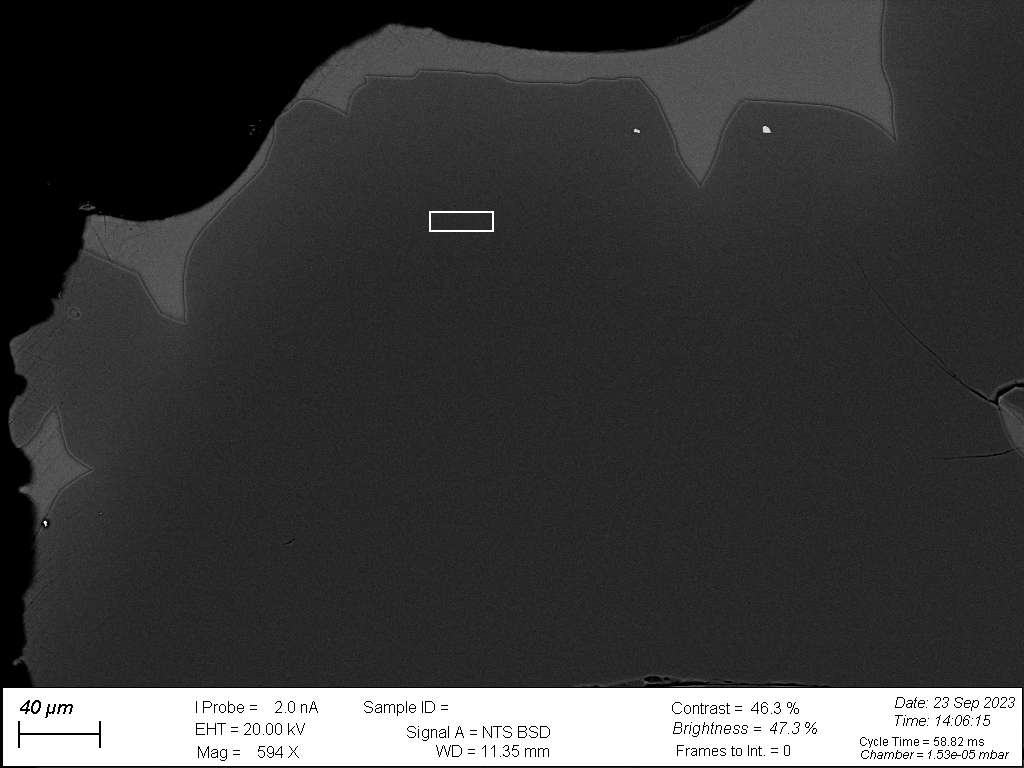 40 µm
I Probe = 2.0 nA
EHT = 20.00 kV
Mag = 594 X
Sample ID =
Signal A = NTS BSD
WD = 11.35 mm
Contrast = 46.3 %
Brightness = 47.3 %
Frames to Int. = 0
Date: 23 Sep 2023
Time: 14:06:15
Cycle Time = 58.82 ms
Chamber = 1.53e-05 mbar